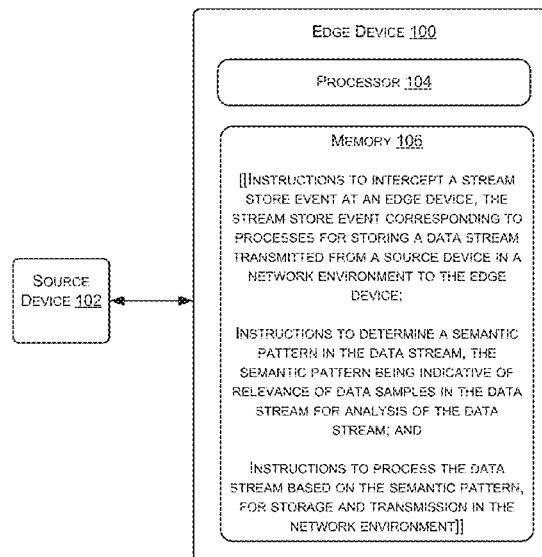 EDGE DEVICE 100
PROCESSOR 104
MEMORY 106
[[INSTRUCTIONS TO INTERCEPT A STREAM
STORE EVENT AT AN EDGE DEVICE, THE
STREAM STORE EVENT CORRESPONDING TO
PROCESSES FOR STORING A DATA STREAM
TRANSMITTED FROM A SOURCE DEVICE IN A
NETWORK ENVIRONMENT TO THE EDGE
DEVICE;
INSTRUCTIONS TO DETERMINE A SEMANTIC
PATTERN IN THE DATA STREAM, THE
SEMANTIC PATTERN BEING INDICATIVE OF
RELEVANCE OF DATA SAMPLES IN THE DATA
STREAM FOR ANALYSIS OF THE DATA
STREAM; AND
INSTRUCTIONS TO PROCESS THE DATA
STREAM BASED ON THE SEMANTIC PATTERN,
FOR STORAGE AND TRANSMISSION IN THE
NETWORK ENVIRONMENT]]
SOURCE
DEVICE 102